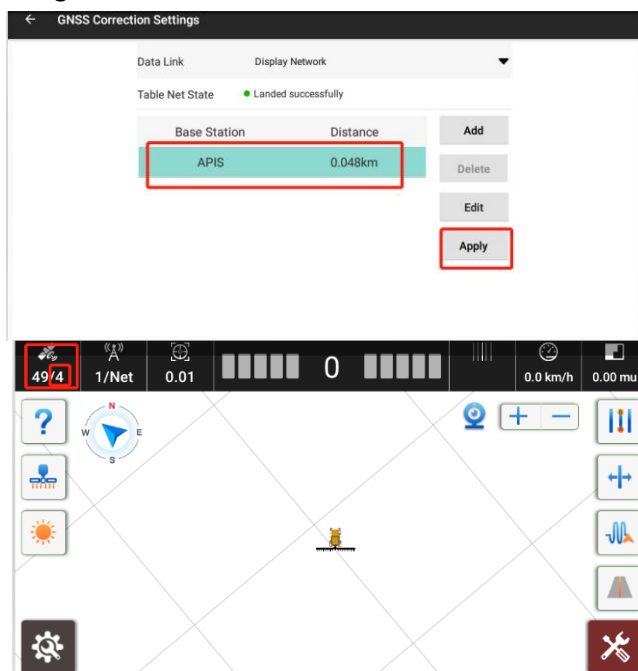 GNSS Correction Settings
Data Link Display Network
Table Net State Landed successfully
Base Station Distance Add
APIS 0.048km
Delete
Edit
Apply
49/4 1/Net 0.01 0 0.0 km/h 0.00 mu
? N + −
W E
S